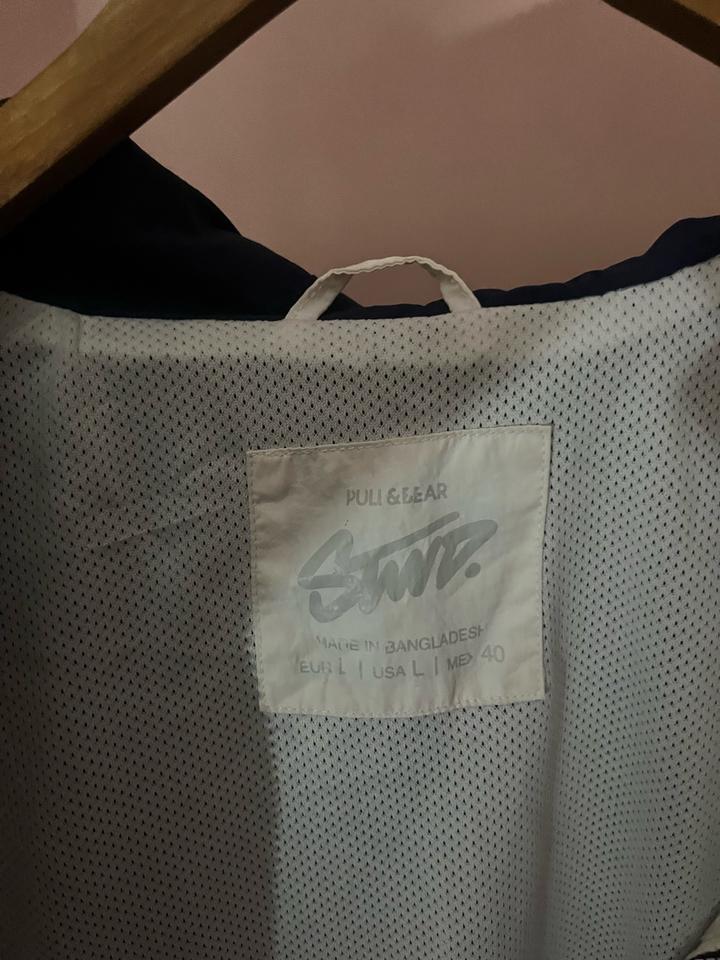 PULL & BEAR
STWD.
MADE IN BANGLADESH
EUR L | USA L | MEX 40